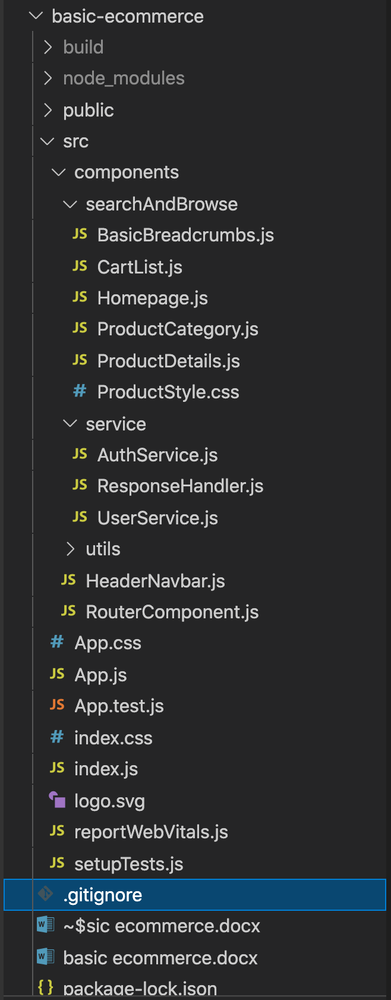 basic-ecommerce
build
node_modules
public
src
components
searchAndBrowse
JS BasicBreadcrumbs.js
JS CartList.js
JS Homepage.js
JS ProductCategory.js
JS ProductDetails.js
# ProductStyle.css
service
JS AuthService.js
JS ResponseHandler.js
JS UserService.js
utils
JS HeaderNavbar.js
JS RouterComponent.js
# App.css
JS App.js
JS App.test.js
# index.css
JS index.js
logo.svg
JS reportWebVitals.js
JS setupTests.js
.gitignore
W ~$sic ecommerce.docx
W basic ecommerce.docx
{} package-lock.json